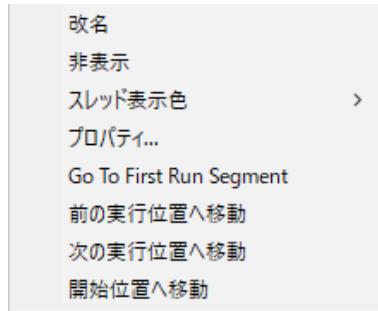 改名
非表示
スレッド表示色
プロパティ...
Go To First Run Segment
前の実行位置へ移動
次の実行位置へ移動
開始位置へ移動